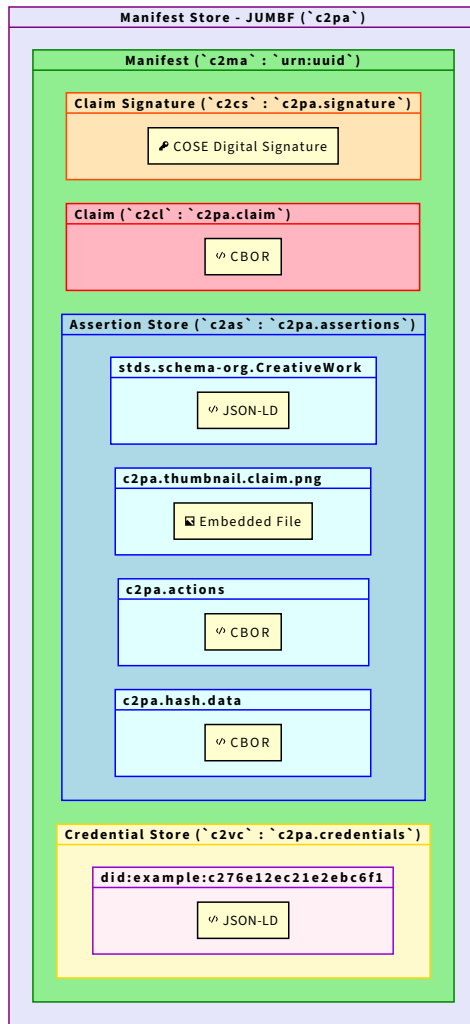 Manifest Store - JUMBF (`c2pa`)
Manifest (`c2ma` : `urn:uuid`)
Claim Signature (`c2cs` : `c2pa.signature`)
COSE Digital Signature
Claim (`c2cl` : `c2pa.claim`)
CBOR
Assertion Store (`c2as` : `c2pa.assertions`)
stds.schema-org.CreativeWork
JSON-LD
c2pa.thumbnail.claim.png
Embedded File
c2pa.actions
CBOR
c2pa.hash.data
CBOR
Credential Store (`c2vc` : `c2pa.credentials`)
did:example:c276e12ec21e2ebc6f1
JSON-LD